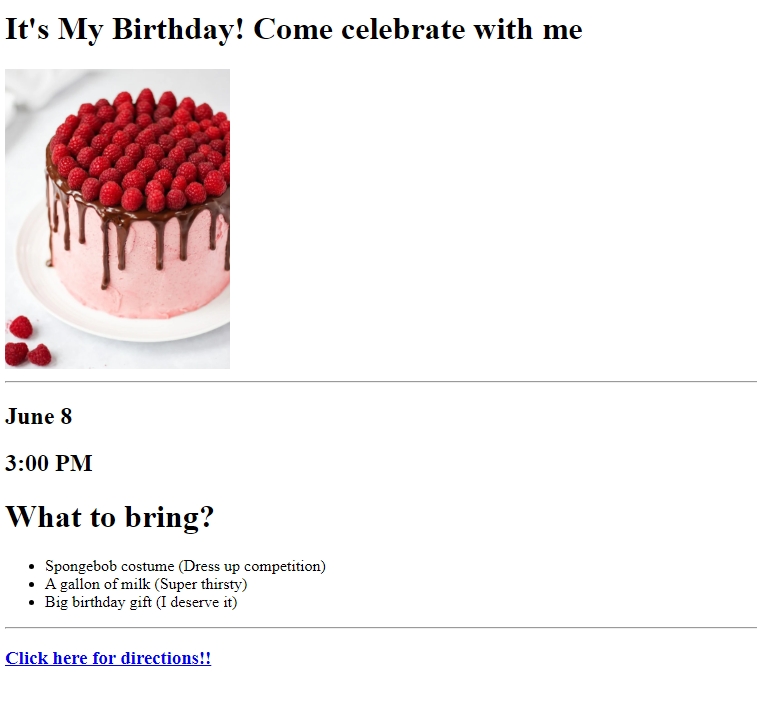 It's My Birthday! Come celebrate with me
June 8
3:00 PM
What to bring?
Spongebob costume (Dress up competition)
A gallon of milk (Super thirsty)
Big birthday gift (I deserve it)
Click here for directions!!